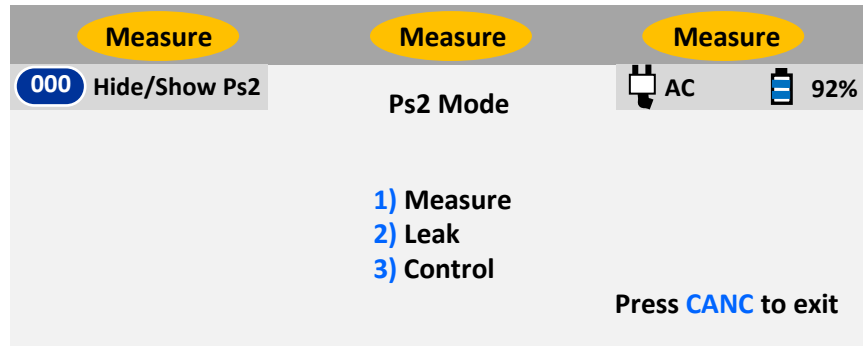 Measure Measure Measure
000 Hide/Show Ps2
AC 92%
Ps2 Mode
1) Measure
2) Leak
3) Control
Press CANC to exit